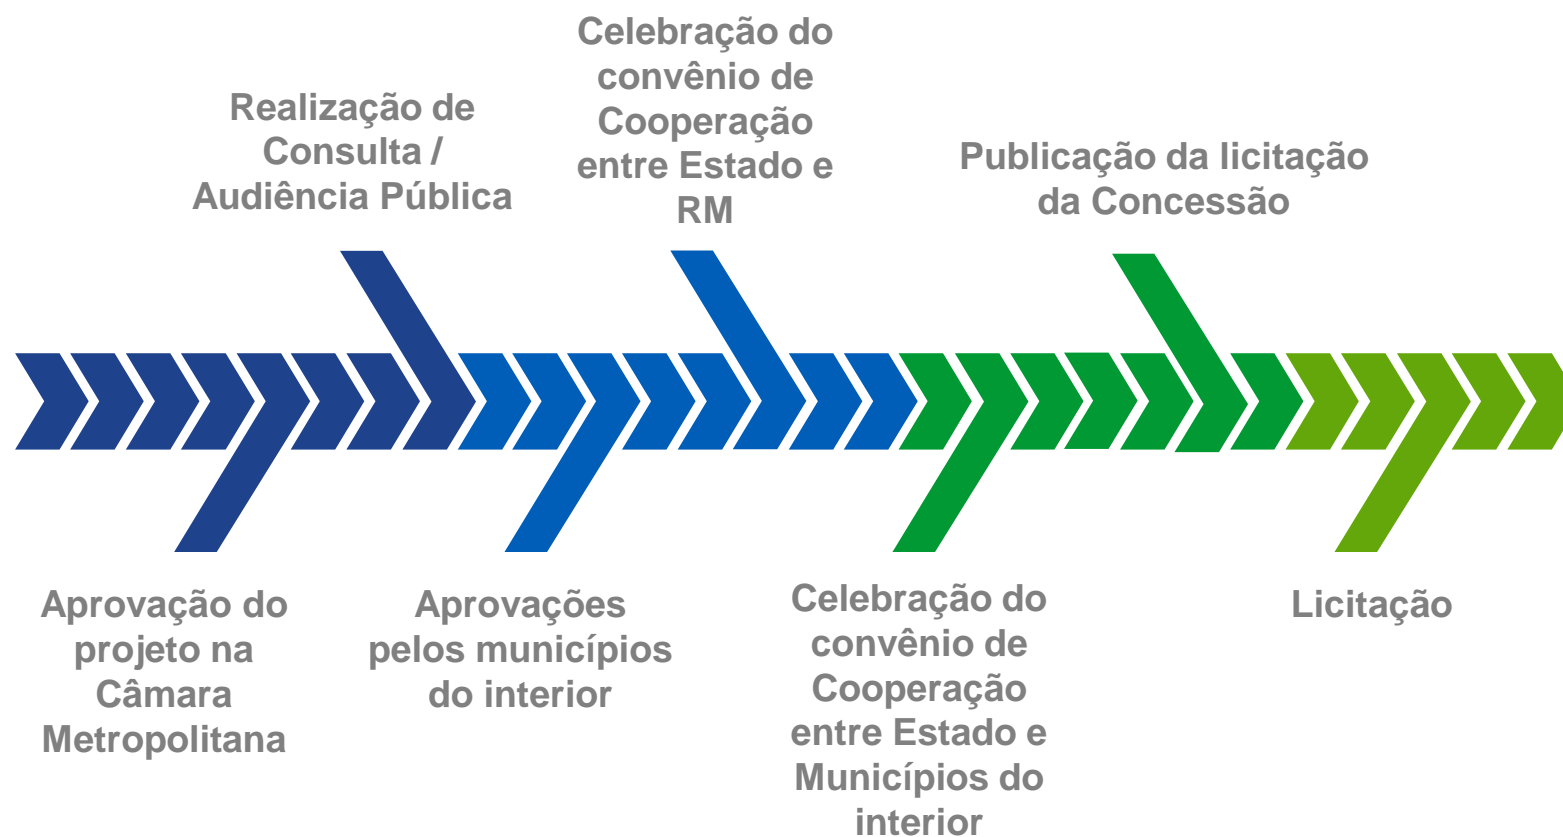 Celebração do
convênio de
Cooperação
entre Estado e
RM
Realização de
Consulta /
Audiência Pública
Publicação da licitação
da Concessão
Aprovação do
projeto na
Câmara
Metropolitana
Aprovações
pelos municípios
do interior
Celebração do
convênio de
Cooperação
entre Estado e
Municípios do
interior
Licitação